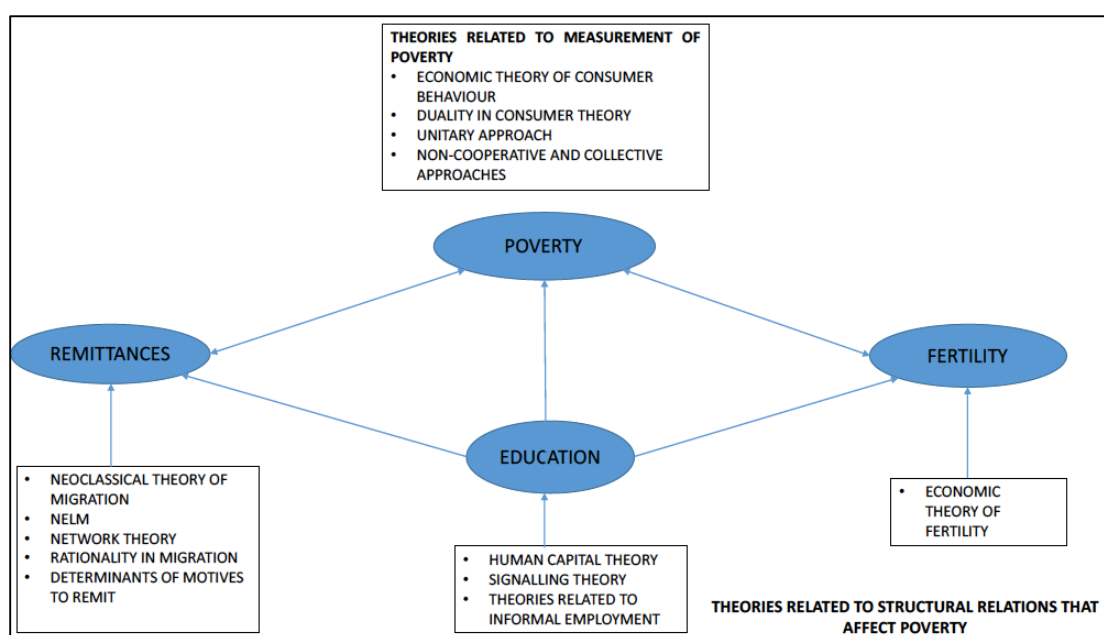 THEORIES RELATED TO MEASUREMENT OF
POVERTY
• ECONOMIC THEORY OF CONSUMER
BEHAVIOUR
• DUALITY IN CONSUMER THEORY
• UNITARY APPROACH
• NON-COOPERATIVE AND COLLECTIVE
APPROACHES
POVERTY
REMITTANCES
FERTILITY
EDUCATION
• NEOCLASSICAL THEORY OF
MIGRATION
• NELM
• NETWORK THEORY
• RATIONALITY IN MIGRATION
• DETERMINANTS OF MOTIVES
TO REMIT
• HUMAN CAPITAL THEORY
• SIGNALLING THEORY
• THEORIES RELATED TO
INFORMAL EMPLOYMENT
• ECONOMIC
THEORY OF
FERTILITY
THEORIES RELATED TO STRUCTURAL RELATIONS THAT
AFFECT POVERTY